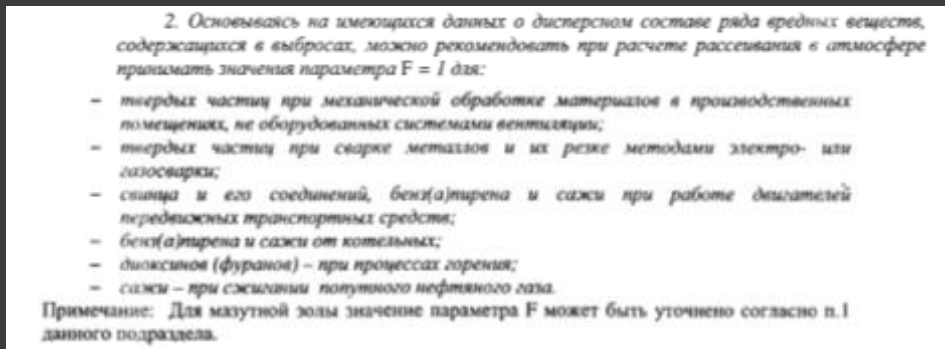 2. Основываясь на имеющихся данных о дисперсном составе ряда вредных веществ,
содержащихся в выбросах, можно рекомендовать при расчете рассеивания в атмосфере
принимать значения параметра F = 1 для:
– твердых частиц при механической обработке материалов в производственных
помещениях, не оборудованных системами вентиляции;
– твердых частиц при сварке металлов и их резке методами электро- или
газосварки;
– свинца и его соединений, бенз(а)пирена и сажи при работе двигателей
передвижных транспортных средств;
– бенз(а)пирена и сажи от котельных;
– диоксинов (фуранов) – при процессах горения;
– сажи – при сжигании попутного нефтяного газа.
Примечание: Для мазутной золы значение параметра F может быть уточнено согласно п.1
данного подраздела.